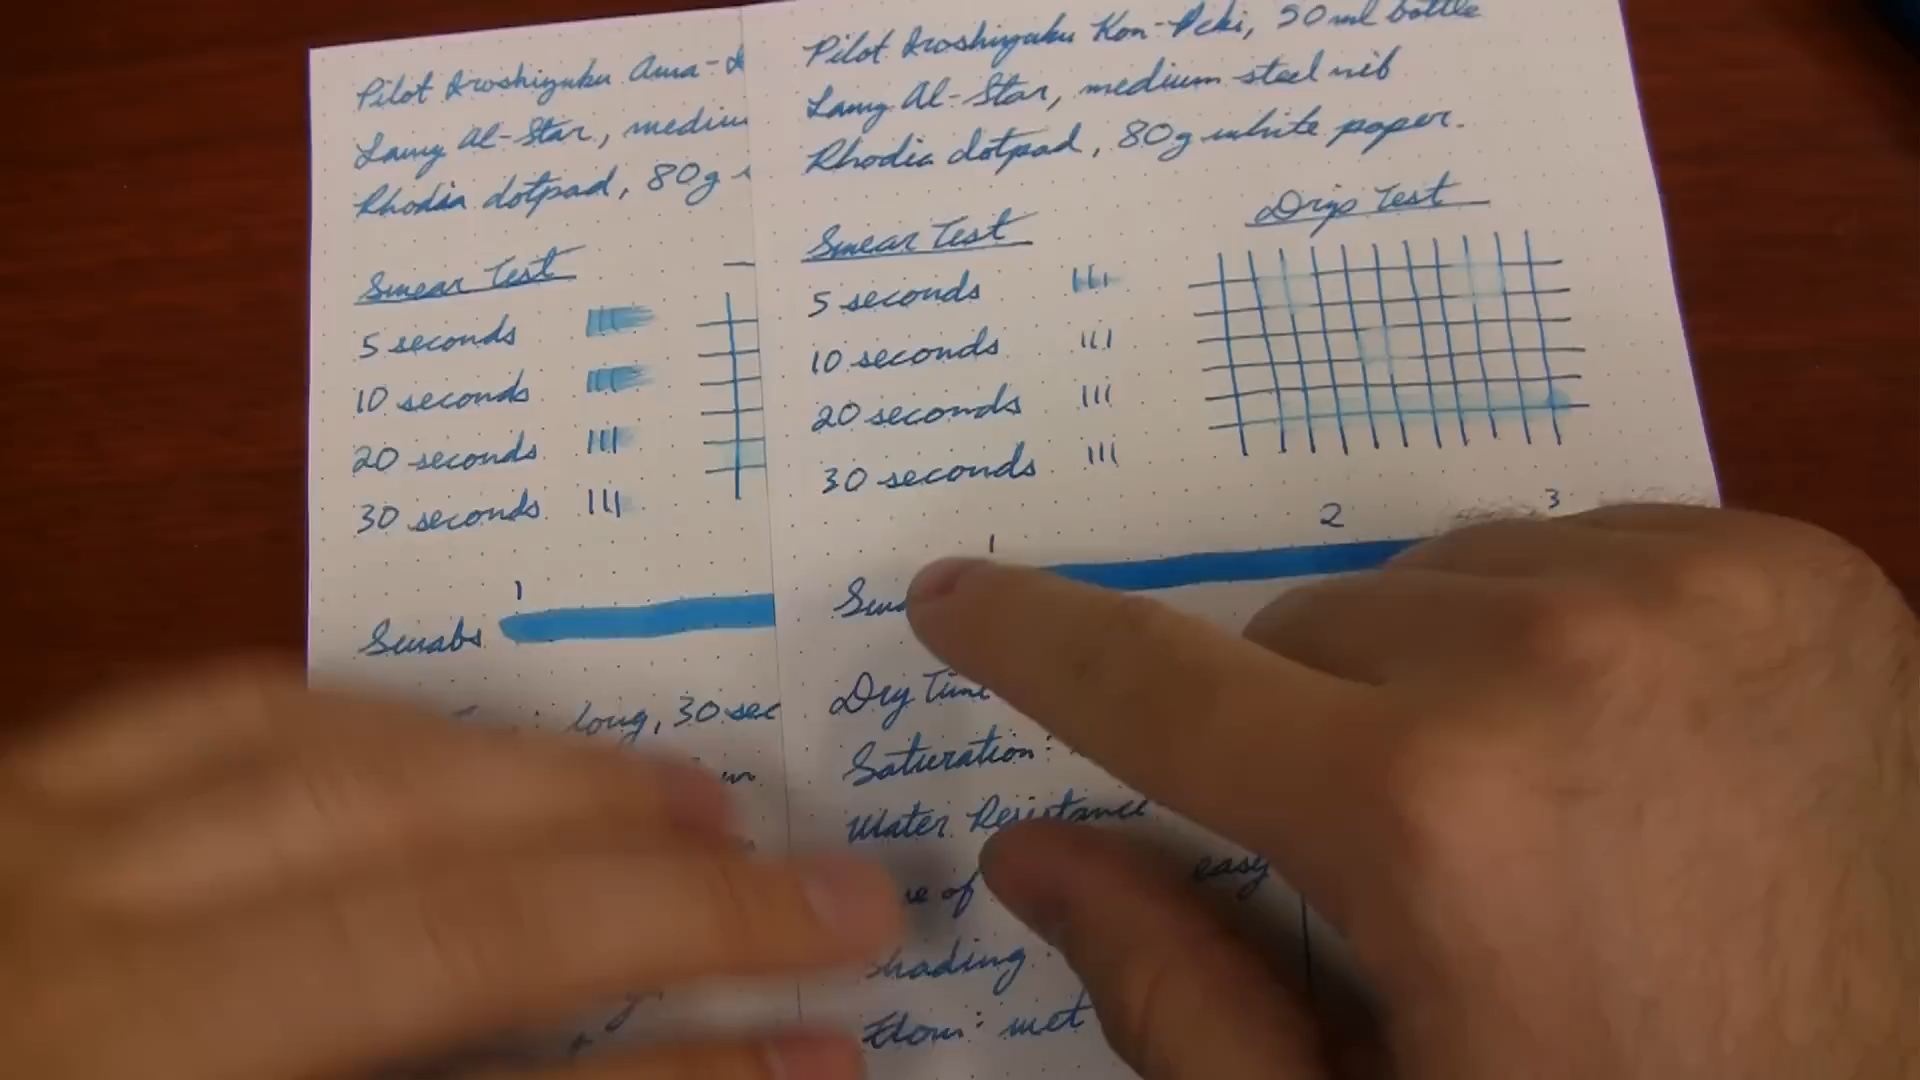 Pilot Iroshizuku Ama-
Lamy Al-Star, medium
Rhodia dotpad, 80g
Smear Test
5 seconds
10 seconds
20 seconds
30 seconds
1
Swabs
long, 30 sec
Pilot Iroshizuku Kon-Peki, 50ml bottle
Lamy Al-Star, medium steel nib
Rhodia dotpad, 80g white paper.
Smear Test
Drip Test
5 seconds
10 seconds
20 seconds
30 seconds
1 2 3
Dry Time
Saturation:
Water Resistance
of easy
Shading
Flow: wet